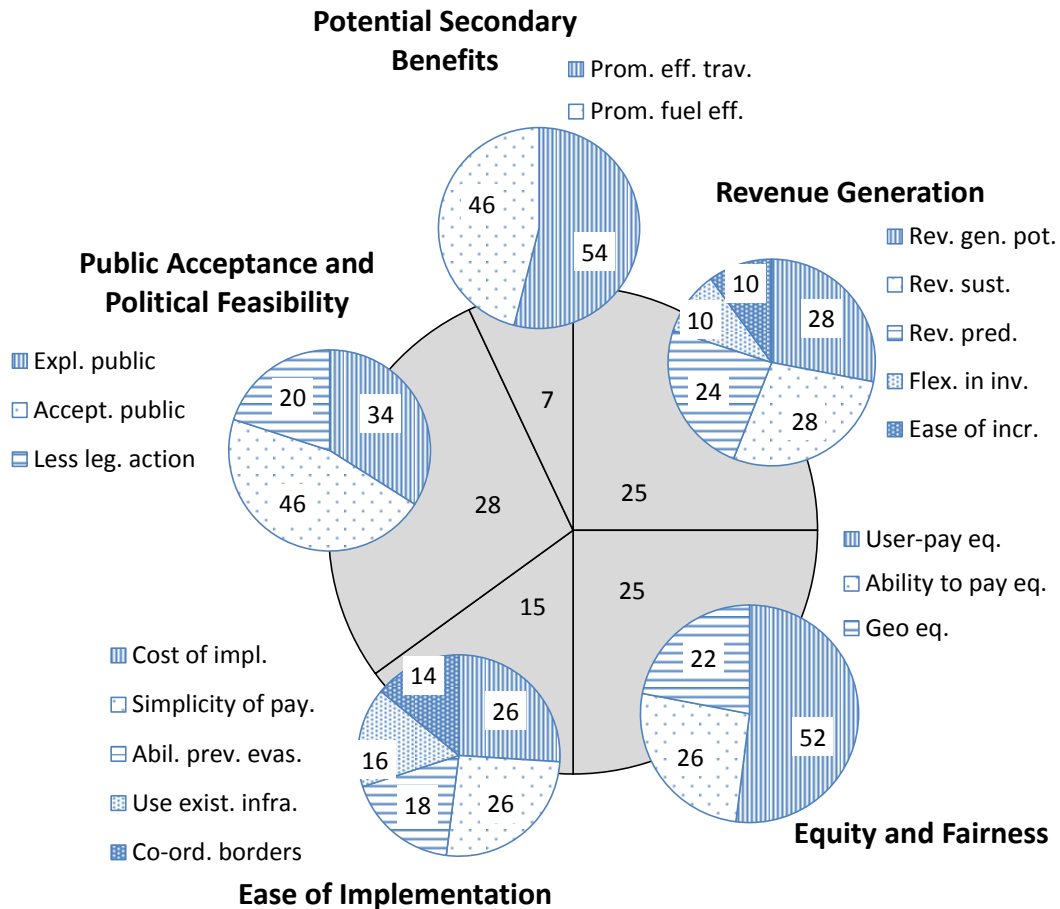 Potential Secondary
Benefits
Prom. eff. trav.
Prom. fuel eff.
46
54
Revenue Generation
Rev. gen. pot.
Rev. sust.
Rev. pred.
Flex. in inv.
Ease of incr.
10
28
10
24
28
Public Acceptance and
Political Feasibility
Expl. public
Accept. public
Less leg. action
20
34
46
7
28
25
15
25
User-pay eq.
Ability to pay eq.
Geo eq.
22
52
26
Equity and Fairness
Cost of impl.
Simplicity of pay.
Abil. prev. evas.
Use exist. infra.
Co-ord. borders
14
26
16
18
26
Ease of Implementation